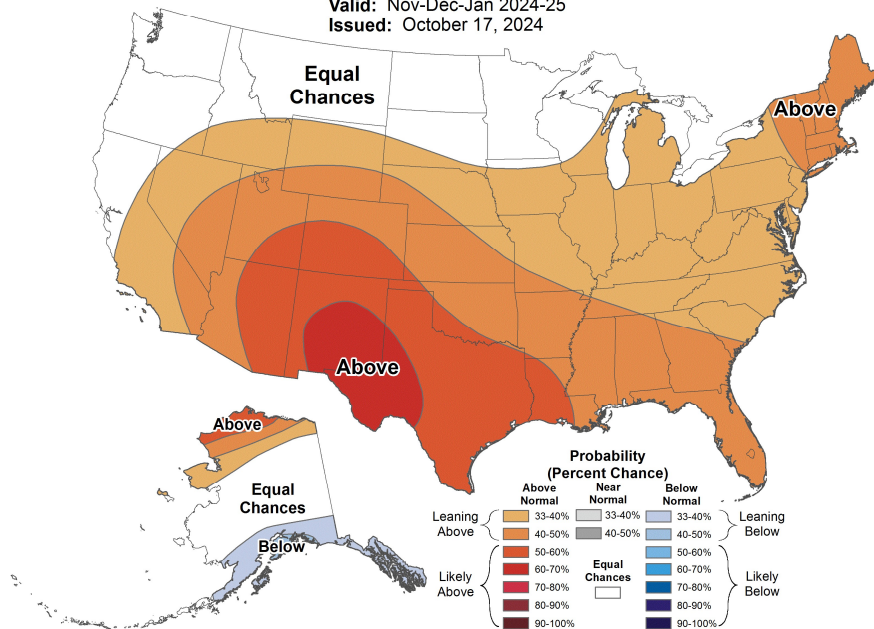 Valid: Nov-Dec-Jan 2024-25
Issued: October 17, 2024
Equal
Chances
Above
Above
Above
Equal
Chances
Below
Probability
(Percent Chance)
Above
Normal
Near
Normal
Below
Normal
Leaning
Above
33-40%
40-50%
33-40%
40-50%
33-40%
40-50%
Leaning
Below
Likely
Above
50-60%
60-70%
70-80%
80-90%
90-100%
Equal
Chances
50-60%
60-70%
70-80%
80-90%
90-100%
Likely
Below